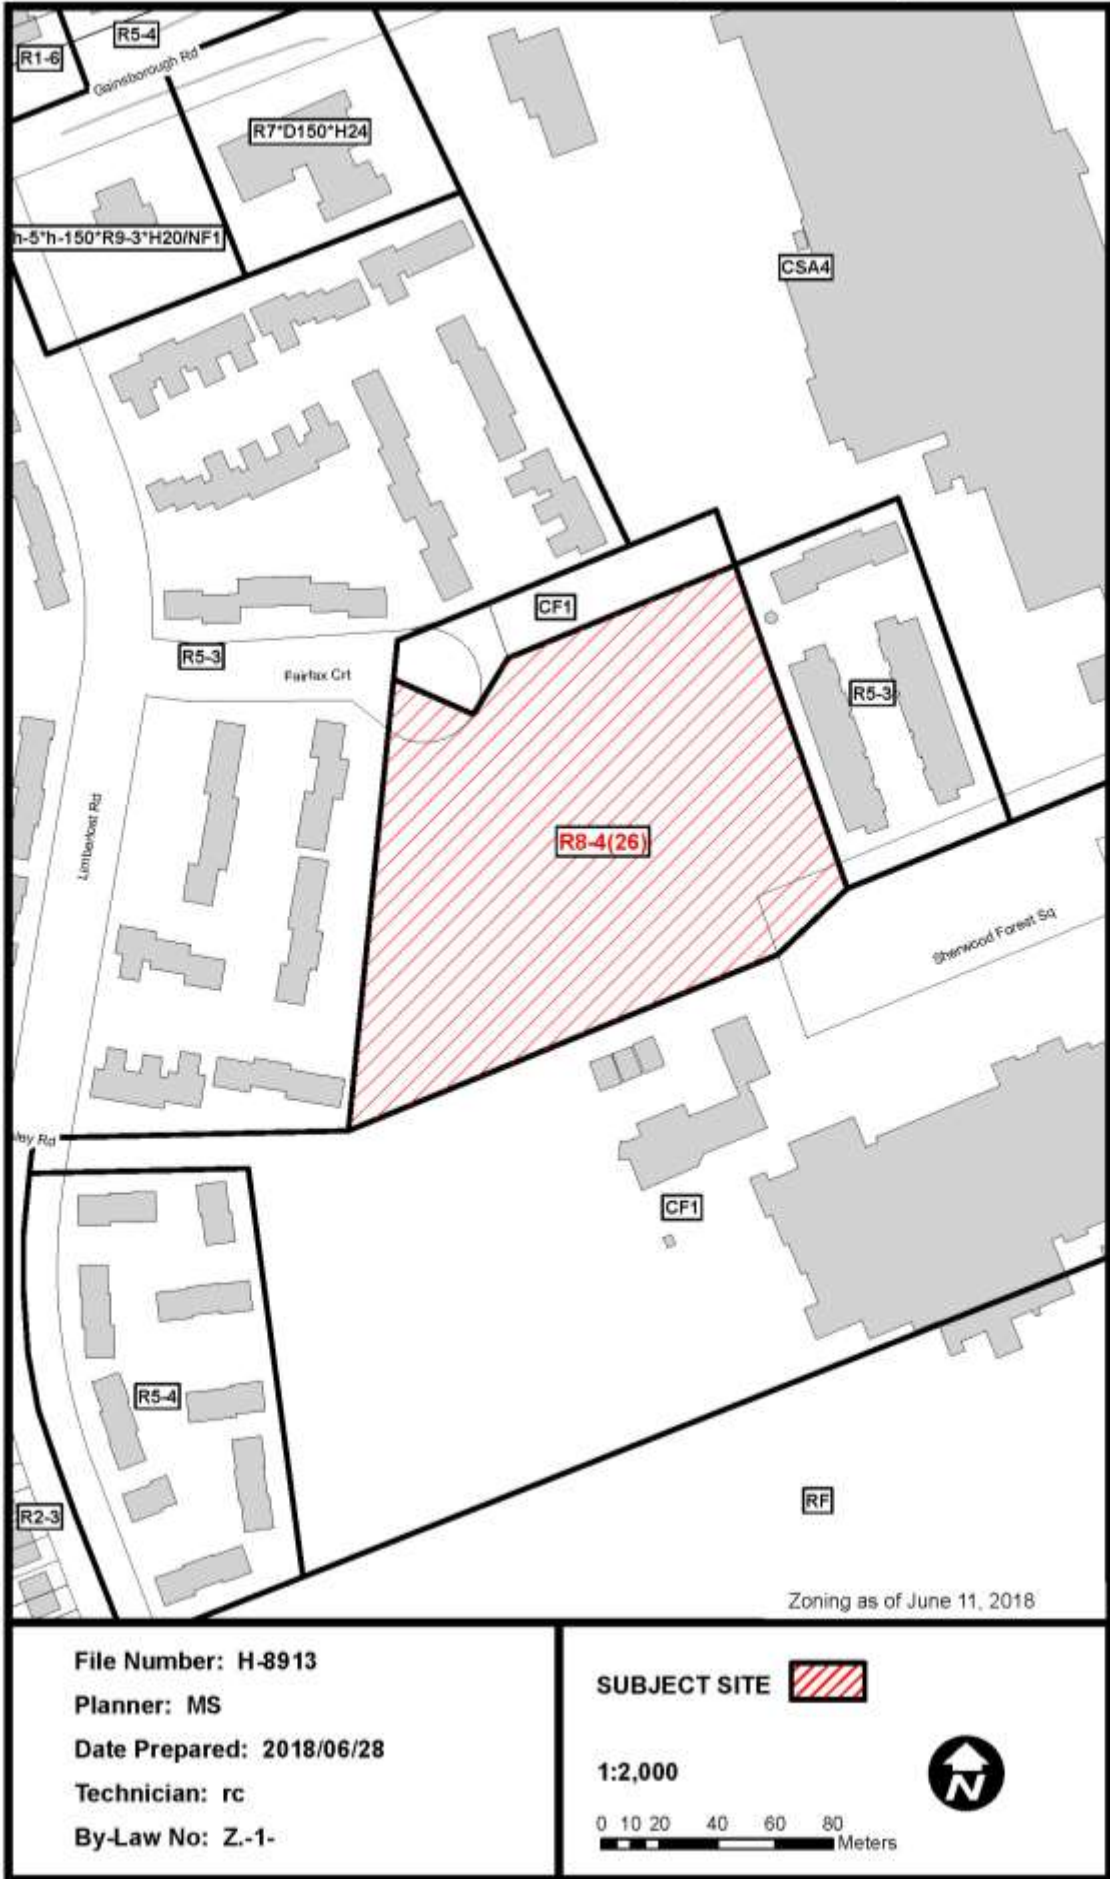 R5-4
R1-6
Gainsborough Rd
R7*D150*H24
h-5*h-150*R9-3*H20/NF1
CSA4
CF1
R5-3
Fairfax Crt
R5-3
R8-4(26)
Limberlost Rd
Sherwood Forest Sq
ley Rd
CF1
R5-4
RF
R2-3
Zoning as of June 11, 2018
File Number: H-8913
Planner: MS
Date Prepared: 2018/06/28
Technician: rc
By-Law No: Z.-1-
SUBJECT SITE
1:2,000
N
0 10 20 40 60 80
Meters